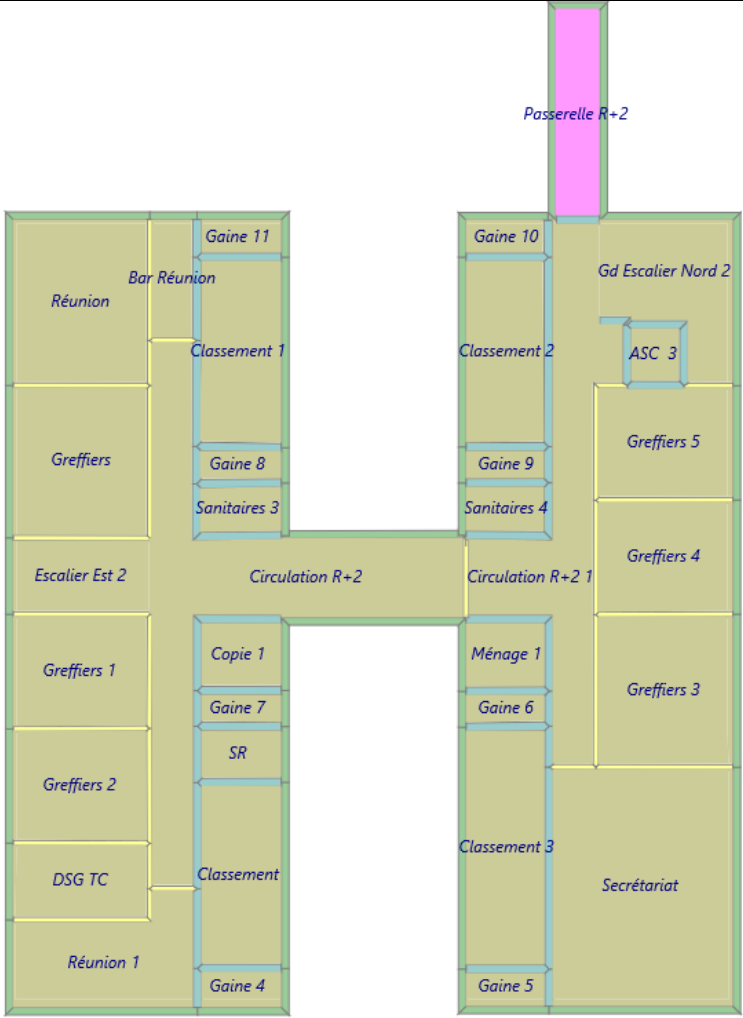 Passerelle R+2
Gaine 11
Gaine 10
Bar Réunion
Gd Escalier Nord 2
Réunion
Classement 1
Classement 2
ASC  3
Greffiers 5
Greffiers
Gaine 8
Gaine 9
Sanitaires 3
Sanitaires 4
Greffiers 4
Escalier Est 2
Circulation R+2
Circulation R+2 1
Greffiers 1
Copie 1
Ménage 1
Greffiers 3
Gaine 7
Gaine 6
SR
Greffiers 2
Classement 3
DSG TC
Classement
Secrétariat
Réunion 1
Gaine 4
Gaine 5